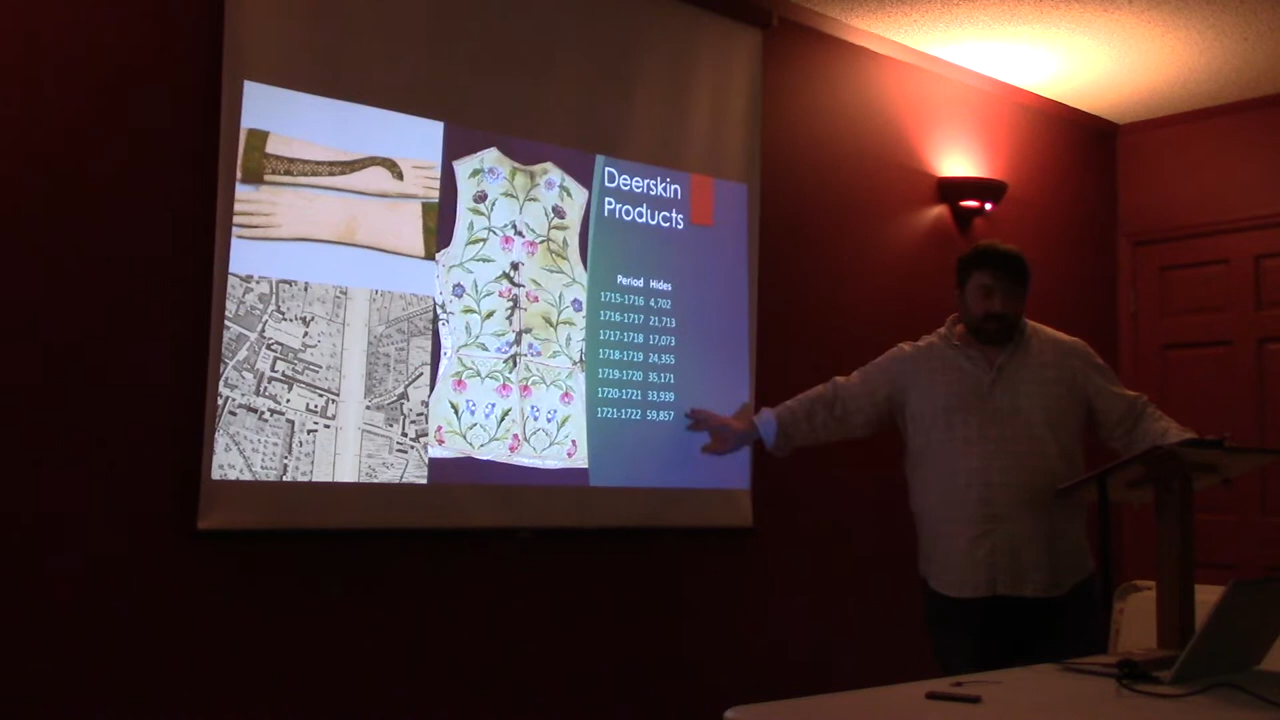 Deerskin
Products
Period Hides
1715-1716 4,702
1716-1717 21,713
1717-1718 17,073
1718-1719 24,355
1719-1720 35,171
1720-1721 33,939
1721-1722 59,857